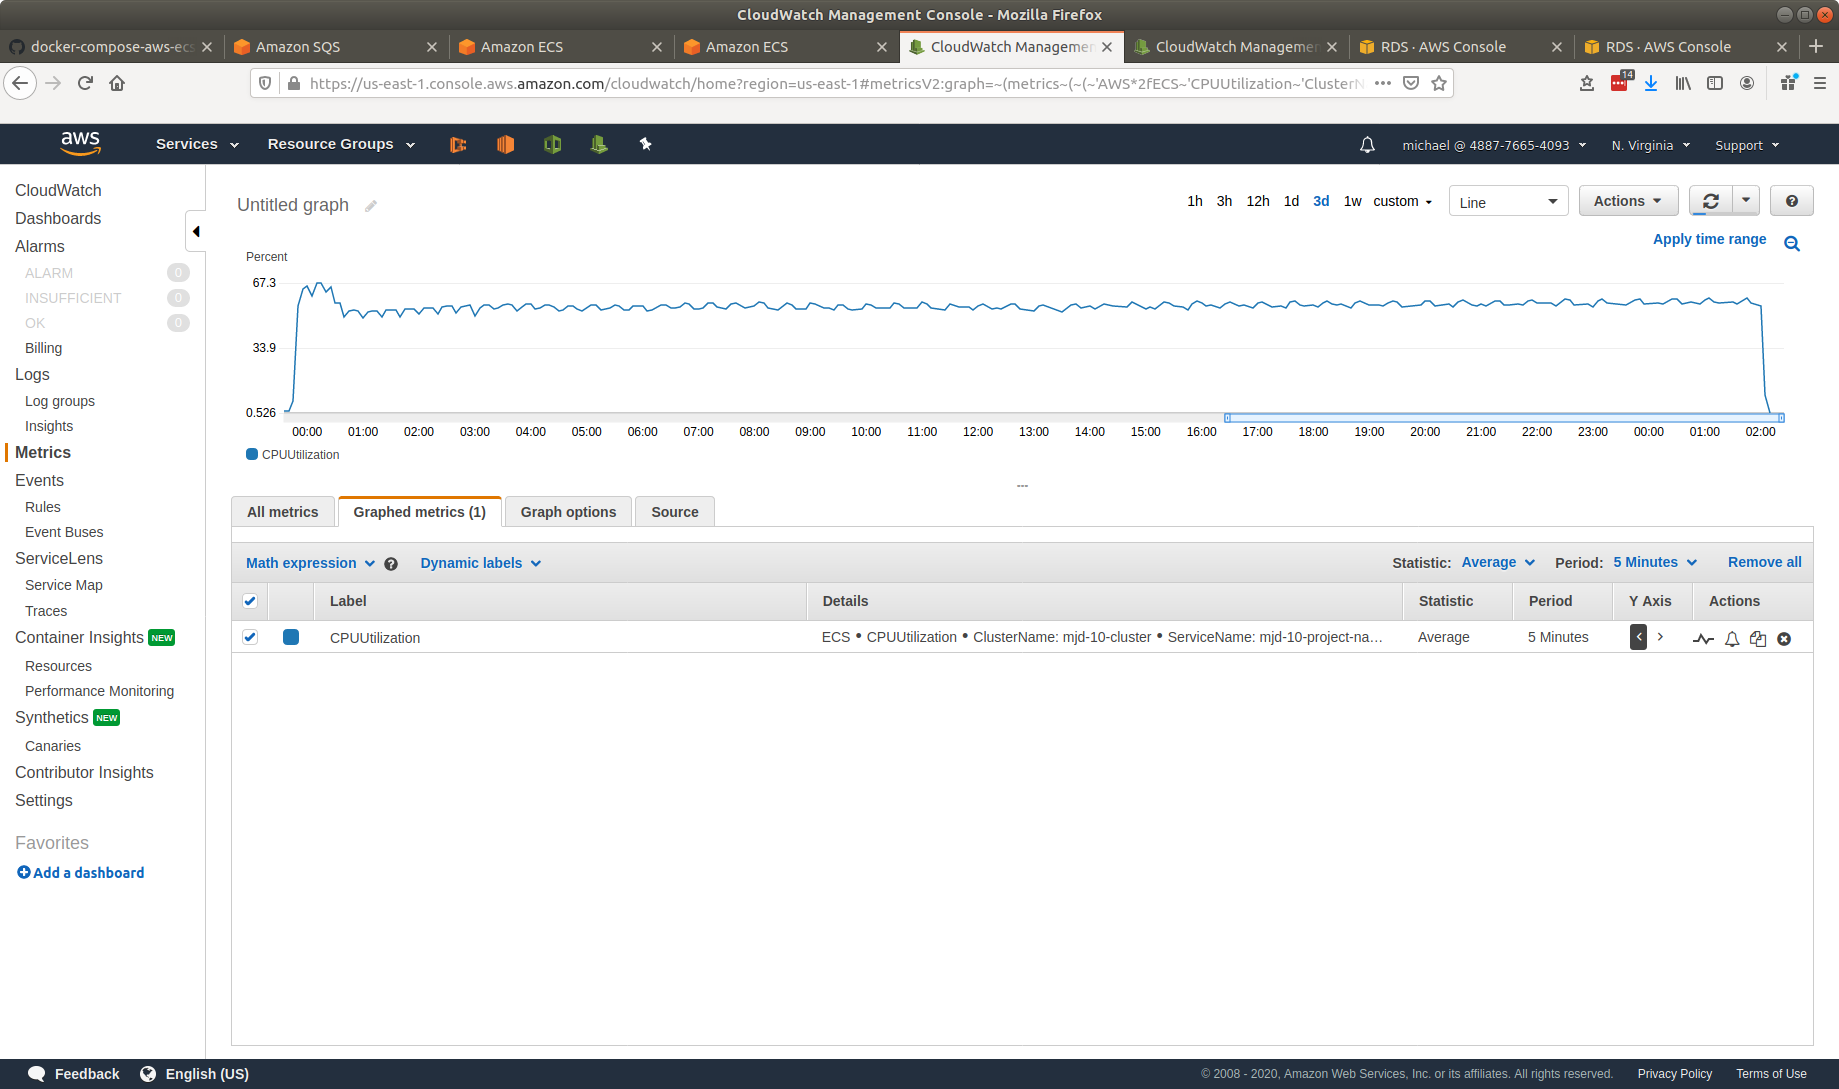 CloudWatch Management Console - Mozilla Firefox
docker-compose-aws-ecs
Amazon SQS
Amazon ECS
Amazon ECS
CloudWatch Management
CloudWatch Management
RDS · AWS Console
RDS · AWS Console
https://us-east-1.console.aws.amazon.com/cloudwatch/home?region=us-east-1#metricsV2:graph=~(metrics~(~(~'AWS*2fECS~'CPUUtilization~'ClusterN
14
aws
Services
Resource Groups
michael @ 4887-7665-4093
N. Virginia
Support
CloudWatch
Dashboards
Alarms
ALARM 0
INSUFFICIENT 0
OK 0
Billing
Logs
Log groups
Insights
Metrics
Events
Rules
Event Buses
ServiceLens
Service Map
Traces
Container Insights NEW
Resources
Performance Monitoring
Synthetics NEW
Canaries
Contributor Insights
Settings
Favorites
Add a dashboard
Untitled graph
1h 3h 12h 1d 3d 1w custom
Line
Actions
Apply time range
Percent
67.3
33.9
0.526
00:00 01:00 02:00 03:00 04:00 05:00 06:00 07:00 08:00 09:00 10:00 11:00 12:00 13:00 14:00 15:00 16:00 17:00 18:00 19:00 20:00 21:00 22:00 23:00 00:00 01:00 02:00
CPUUtilization
All metrics
Graphed metrics (1)
Graph options
Source
Math expression
Dynamic labels
Statistic: Average
Period: 5 Minutes
Remove all
Label Details Statistic Period Y Axis Actions
CPUUtilization ECS • CPUUtilization • ClusterName: mjd-10-cluster • ServiceName: mjd-10-project-na... Average 5 Minutes
Feedback
English (US)
© 2008 - 2020, Amazon Web Services, Inc. or its affiliates. All rights reserved.
Privacy Policy
Terms of Use